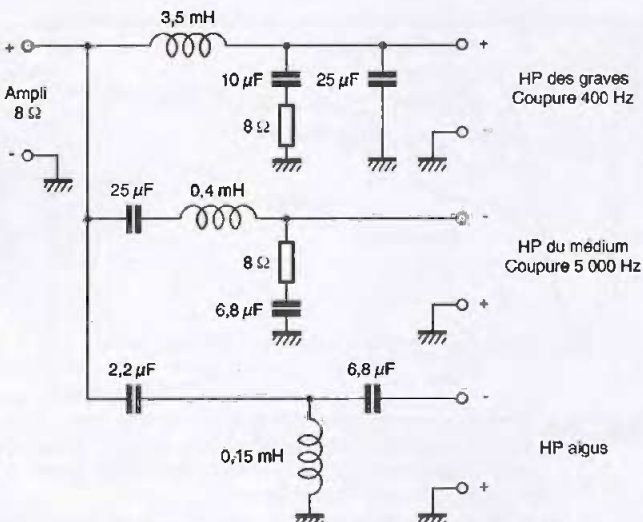 3,5 mH
+
+
Ampli
8 Ω
10 µF
25 µF
HP des graves
Coupure 400 Hz
8 Ω
-
-
25 µF
0,4 mH
-
8 Ω
HP du médium
Coupure 5 000 Hz
6,8 µF
+
2,2 µF
6,8 µF
-
0,15 mH
HP aigus
+